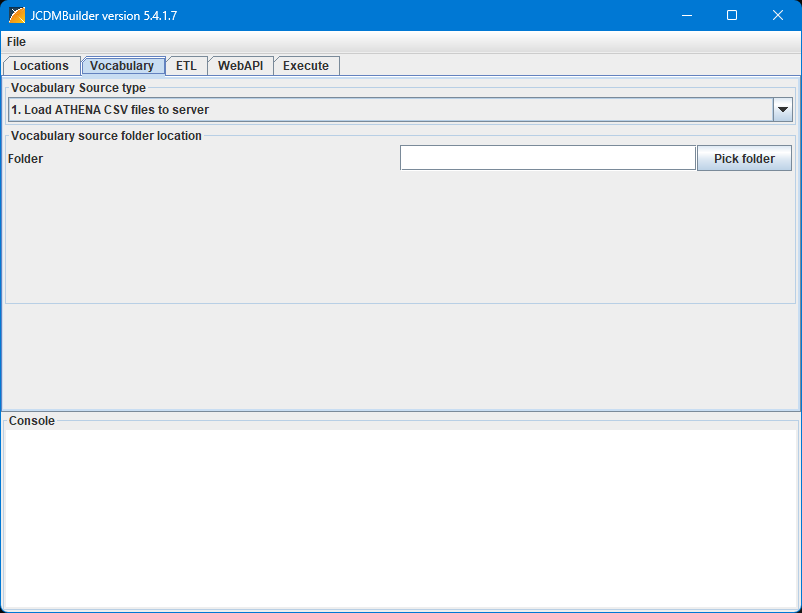 JCDMBuilder version 5.4.1.7
File
Locations Vocabulary ETL WebAPI Execute
Vocabulary Source type
1. Load ATHENA CSV files to server
Vocabulary source folder location
Folder Pick folder
Console